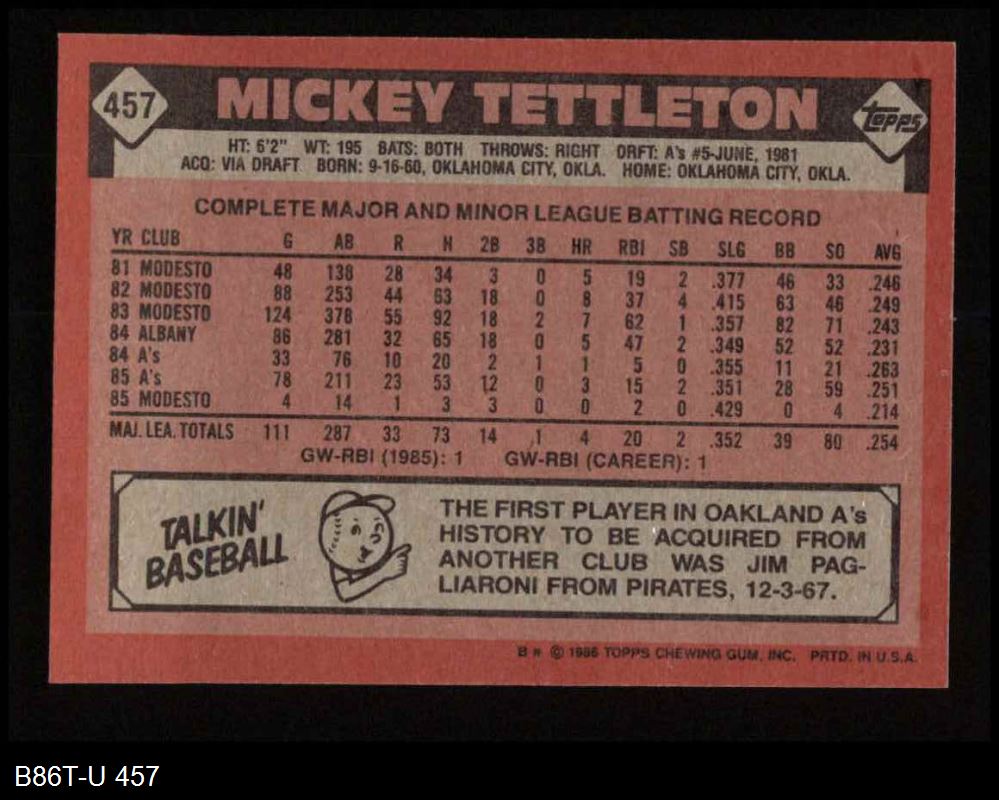 457 MICKEY TETTLETON Topps
HT: 6'2" WT: 195 BATS: BOTH THROWS: RIGHT DRFT: A's #5-JUNE, 1981
ACQ: VIA DRAFT BORN: 9-16-60, OKLAHOMA CITY, OKLA. HOME: OKLAHOMA CITY, OKLA.
COMPLETE MAJOR AND MINOR LEAGUE BATTING RECORD
YR CLUB G AB R H 2B 3B HR RBI SB SLG BB SO AVG
81 MODESTO 48 138 28 34 3 0 5 19 2 .377 46 33 .246
82 MODESTO 88 253 44 63 18 0 8 37 4 .415 63 46 .249
83 MODESTO 124 378 55 92 18 2 7 62 1 .357 82 71 .243
84 ALBANY 86 281 32 65 18 0 5 47 2 .349 52 52 .231
84 A's 33 76 10 20 2 1 1 5 0 .355 11 21 .263
85 A's 78 211 23 53 12 0 3 15 2 .351 28 59 .251
85 MODESTO 4 14 1 3 3 0 0 2 0 .429 0 4 .214
MAJ. LEA. TOTALS 111 287 33 73 14 1 4 20 2 .352 39 80 .254
GW-RBI (1985): 1 GW-RBI (CAREER): 1
TALKIN'
BASEBALL
THE FIRST PLAYER IN OAKLAND A's
HISTORY TO BE ACQUIRED FROM
ANOTHER CLUB WAS JIM PAG-
LIARONI FROM PIRATES, 12-3-67.
B * © 1986 TOPPS CHEWING GUM, INC. PRTD. IN U.S.A.
B86T-U 457